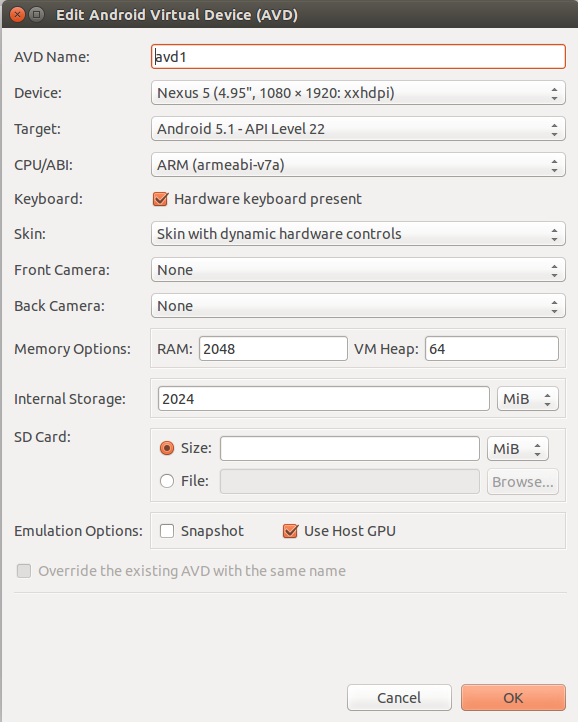 Edit Android Virtual Device (AVD)
AVD Name: avd1
Device: Nexus 5 (4.95", 1080 × 1920: xxhdpi)
Target: Android 5.1 - API Level 22
CPU/ABI: ARM (armeabi-v7a)
Keyboard: Hardware keyboard present
Skin: Skin with dynamic hardware controls
Front Camera: None
Back Camera: None
Memory Options: RAM: 2048 VM Heap: 64
Internal Storage: 2024 MiB
SD Card:
Size: MiB
File: Browse...
Emulation Options: Snapshot Use Host GPU
Override the existing AVD with the same name
Cancel OK